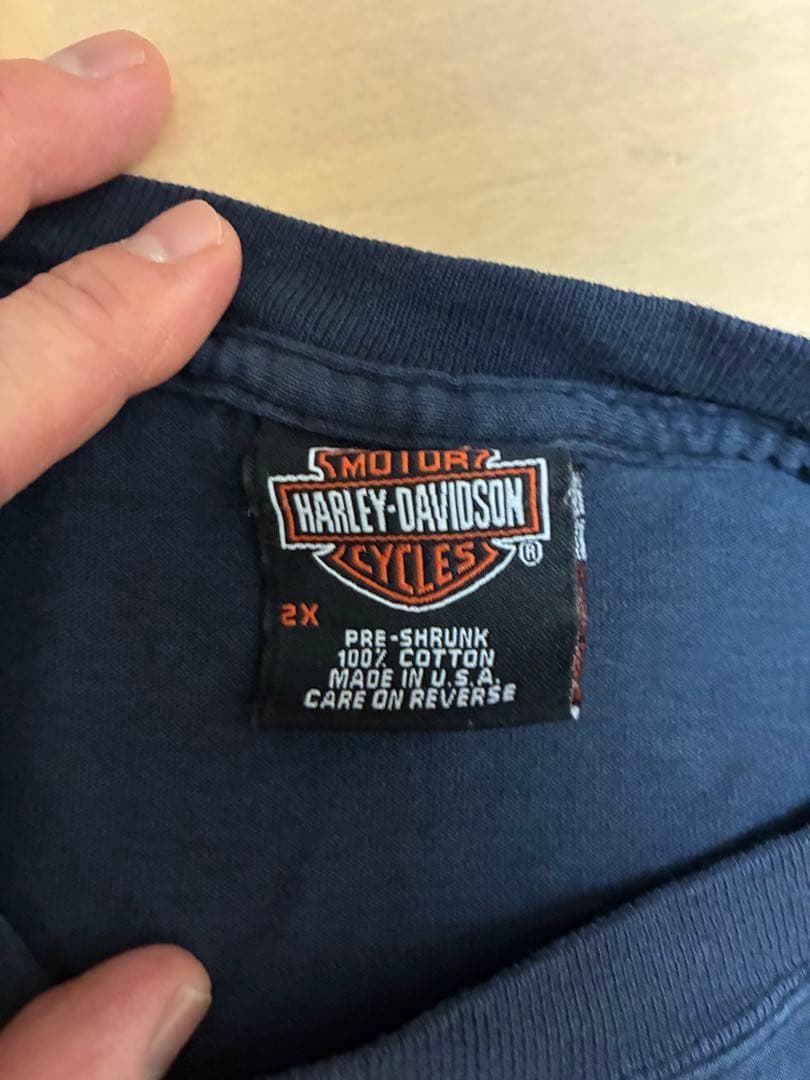 MOTOR
HARLEY-DAVIDSON
CYCLES ®
2X
PRE-SHRUNK
100% COTTON
MADE IN U.S.A.
CARE ON REVERSE